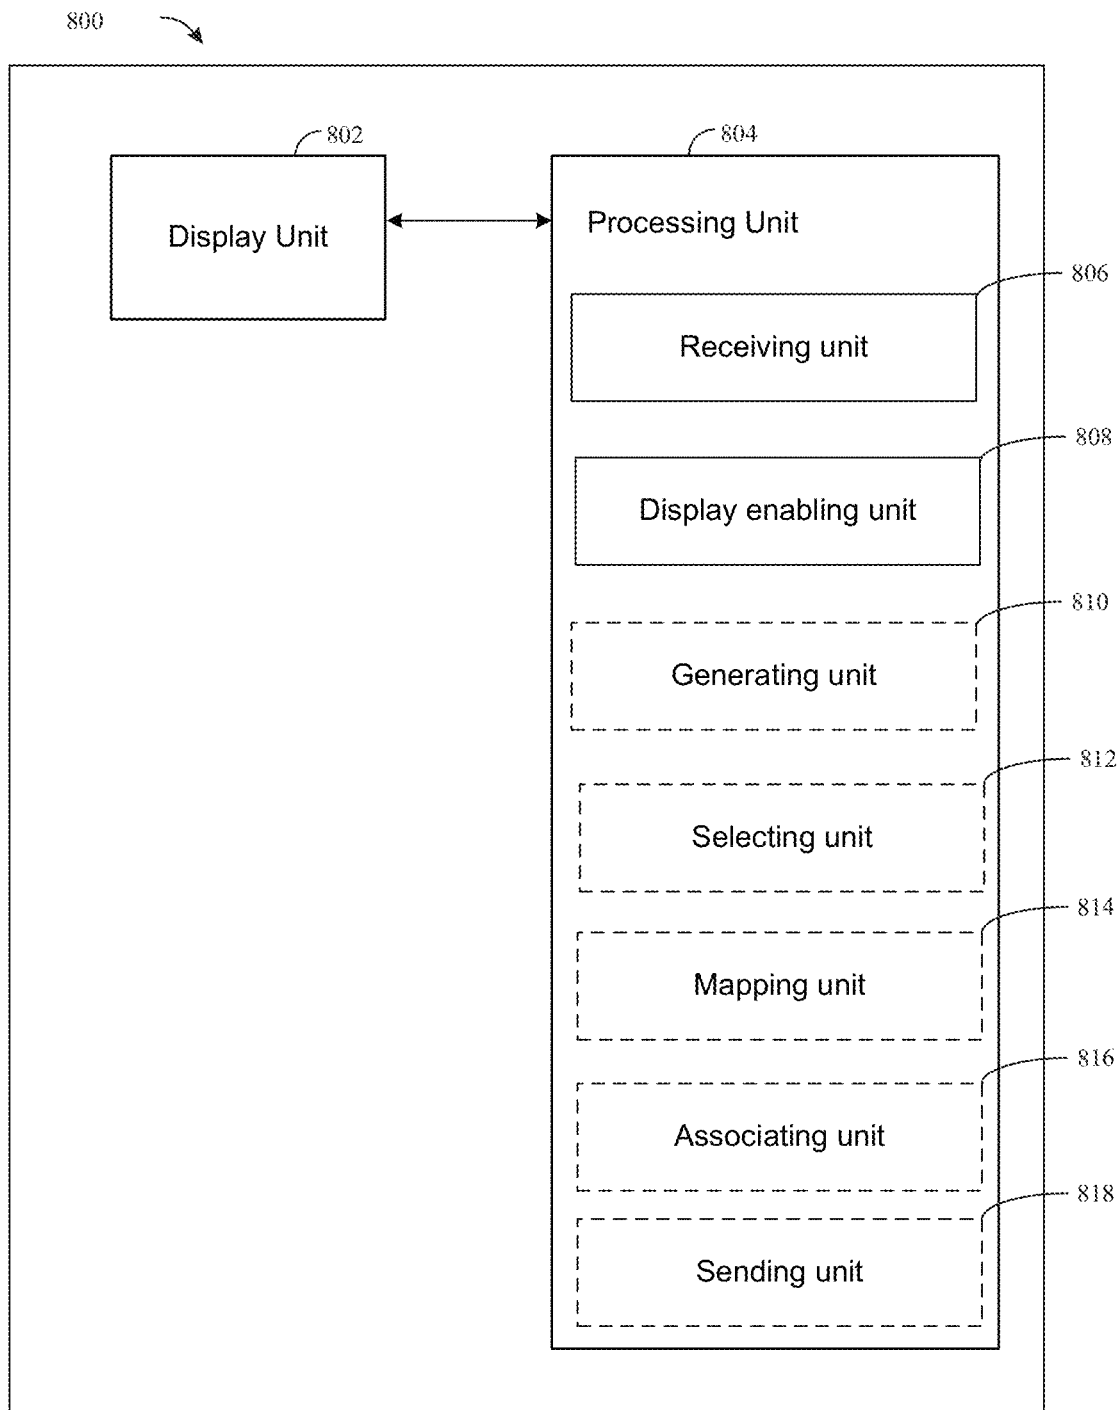 800
802
Display Unit
804
Processing Unit
806
Receiving unit
808
Display enabling unit
810
Generating unit
812
Selecting unit
814
Mapping unit
816
Associating unit
818
Sending unit